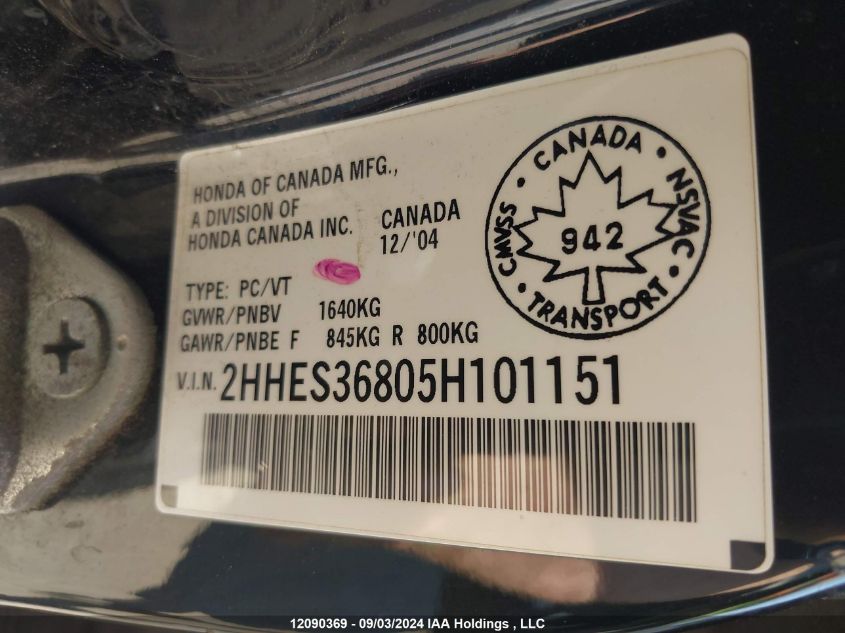 HONDA OF CANADA MFG.,
A DIVISION OF
HONDA CANADA INC.
CANADA
12/'04
TYPE: PC/VT
GVWR/PNBV 1640KG
GAWR/PNBE F 845KG R 800KG
V.I.N. 2HHES36805H101151
CMVSS • CANADA • NSVAC • TRANSPORT •
942
12090369 - 09/03/2024 IAA Holdings , LLC